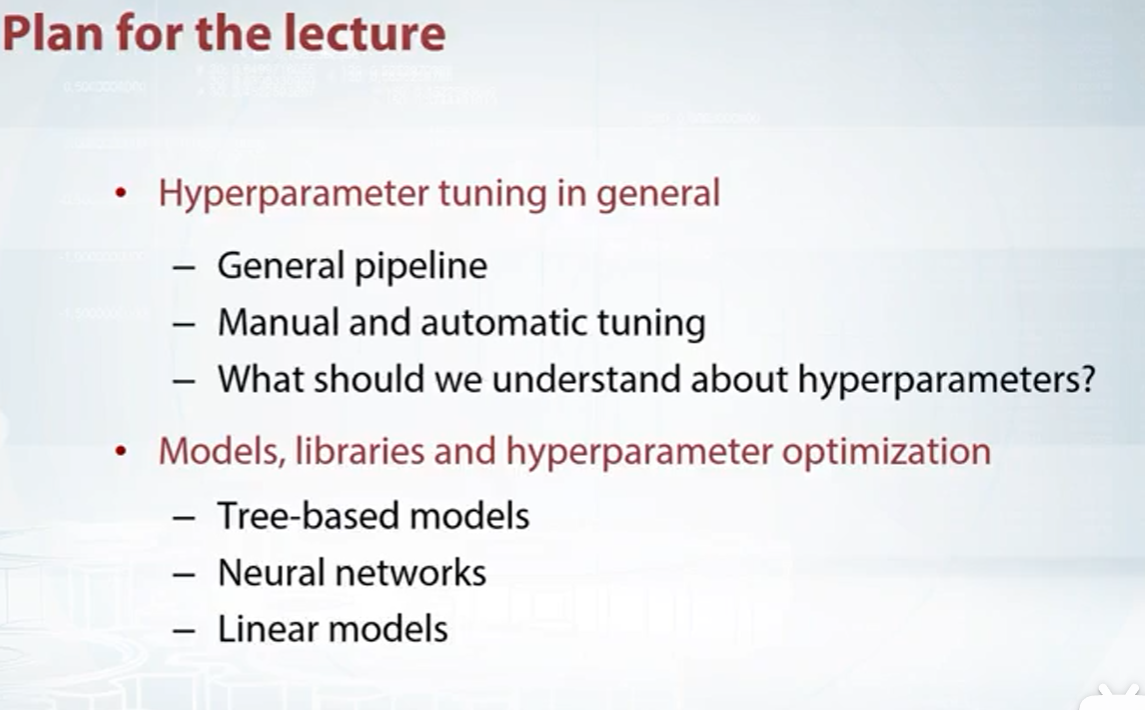 Plan for the lecture
• Hyperparameter tuning in general
– General pipeline
– Manual and automatic tuning
– What should we understand about hyperparameters?
• Models, libraries and hyperparameter optimization
– Tree-based models
– Neural networks
– Linear models